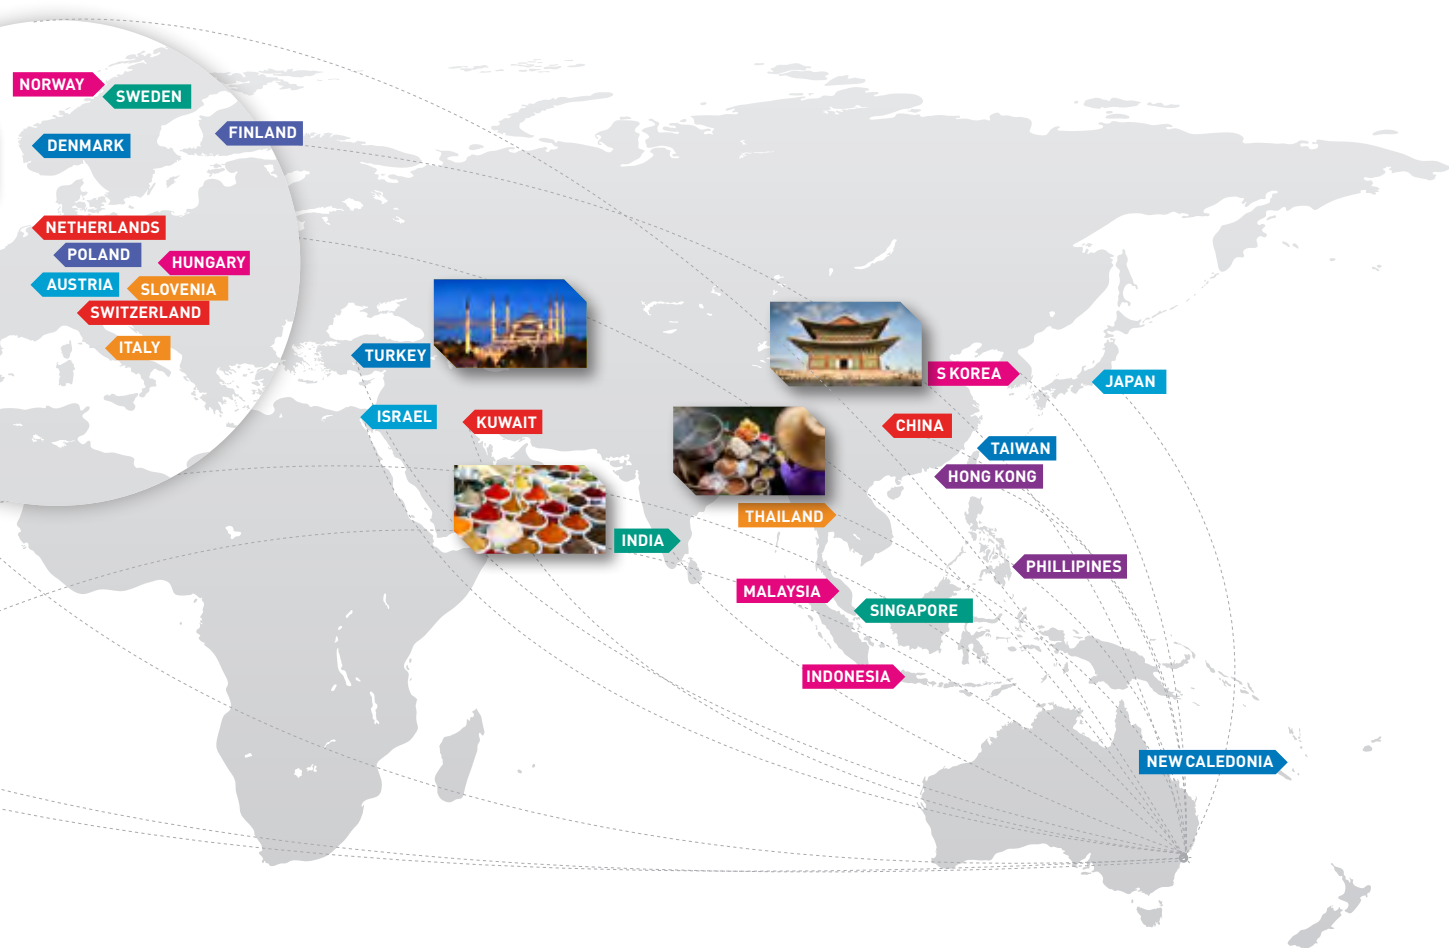 NORWAY
SWEDEN
FINLAND
DENMARK
NETHERLANDS
POLAND
HUNGARY
AUSTRIA
SLOVENIA
SWITZERLAND
ITALY
TURKEY
S KOREA
JAPAN
ISRAEL
KUWAIT
CHINA
TAIWAN
HONG KONG
THAILAND
INDIA
PHILLIPINES
MALAYSIA
SINGAPORE
INDONESIA
NEW CALEDONIA